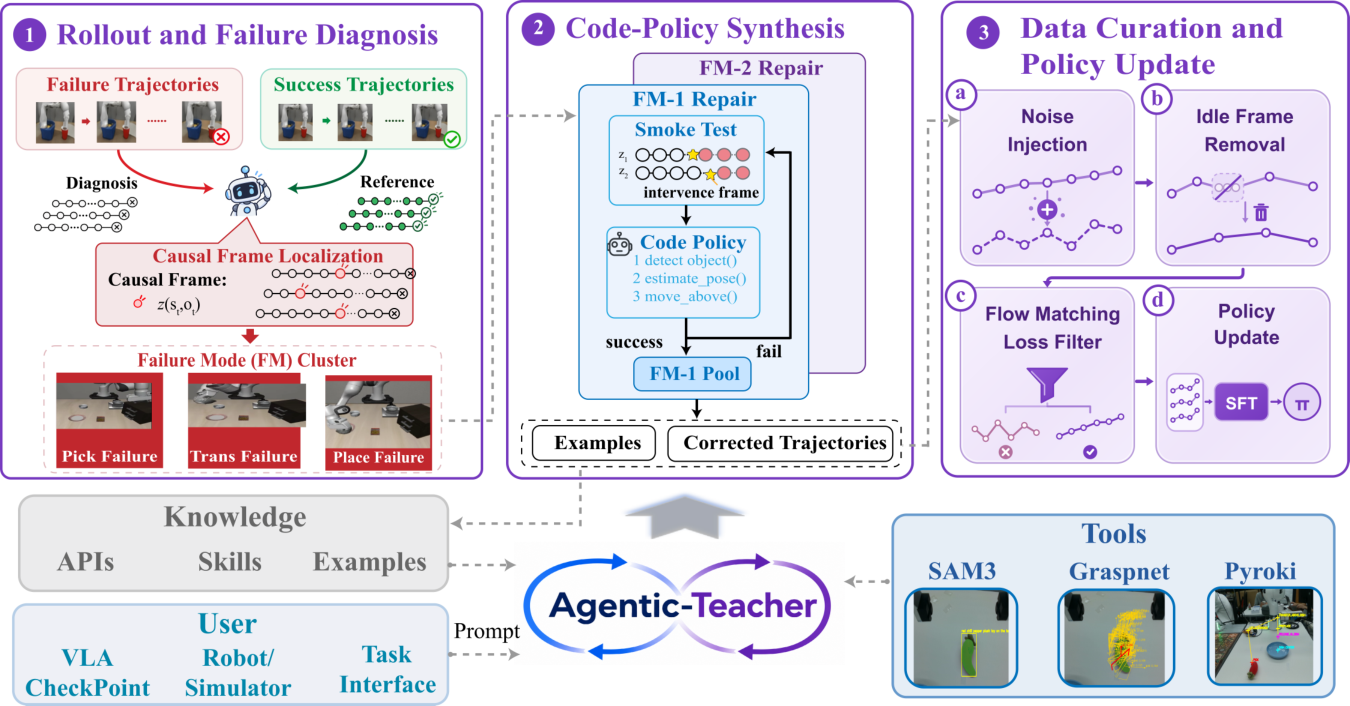 1 Rollout and Failure Diagnosis
Failure Trajectories
Success Trajectories
Diagnosis
Reference
Causal Frame Localization
Causal Frame:
z(st,ot)
Failure Mode (FM) Cluster
Pick Failure
Trans Failure
Place Failure
2 Code-Policy Synthesis
FM-2 Repair
FM-1 Repair
Smoke Test
z1
z2
intervence frame
Code Policy
1 detect object()
2 estimate_pose()
3 move_above()
success
fail
FM-1 Pool
Examples
Corrected Trajectories
3 Data Curation and
Policy Update
a
Noise
Injection
b
Idle Frame
Removal
c
Flow Matching
Loss Filter
d
Policy
Update
SFT
π
Knowledge
APIs
Skills
Examples
User
VLA
CheckPoint
Robot/
Simulator
Task
Interface
Prompt
Agentic-Teacher
Tools
SAM3
Graspnet
Pyroki